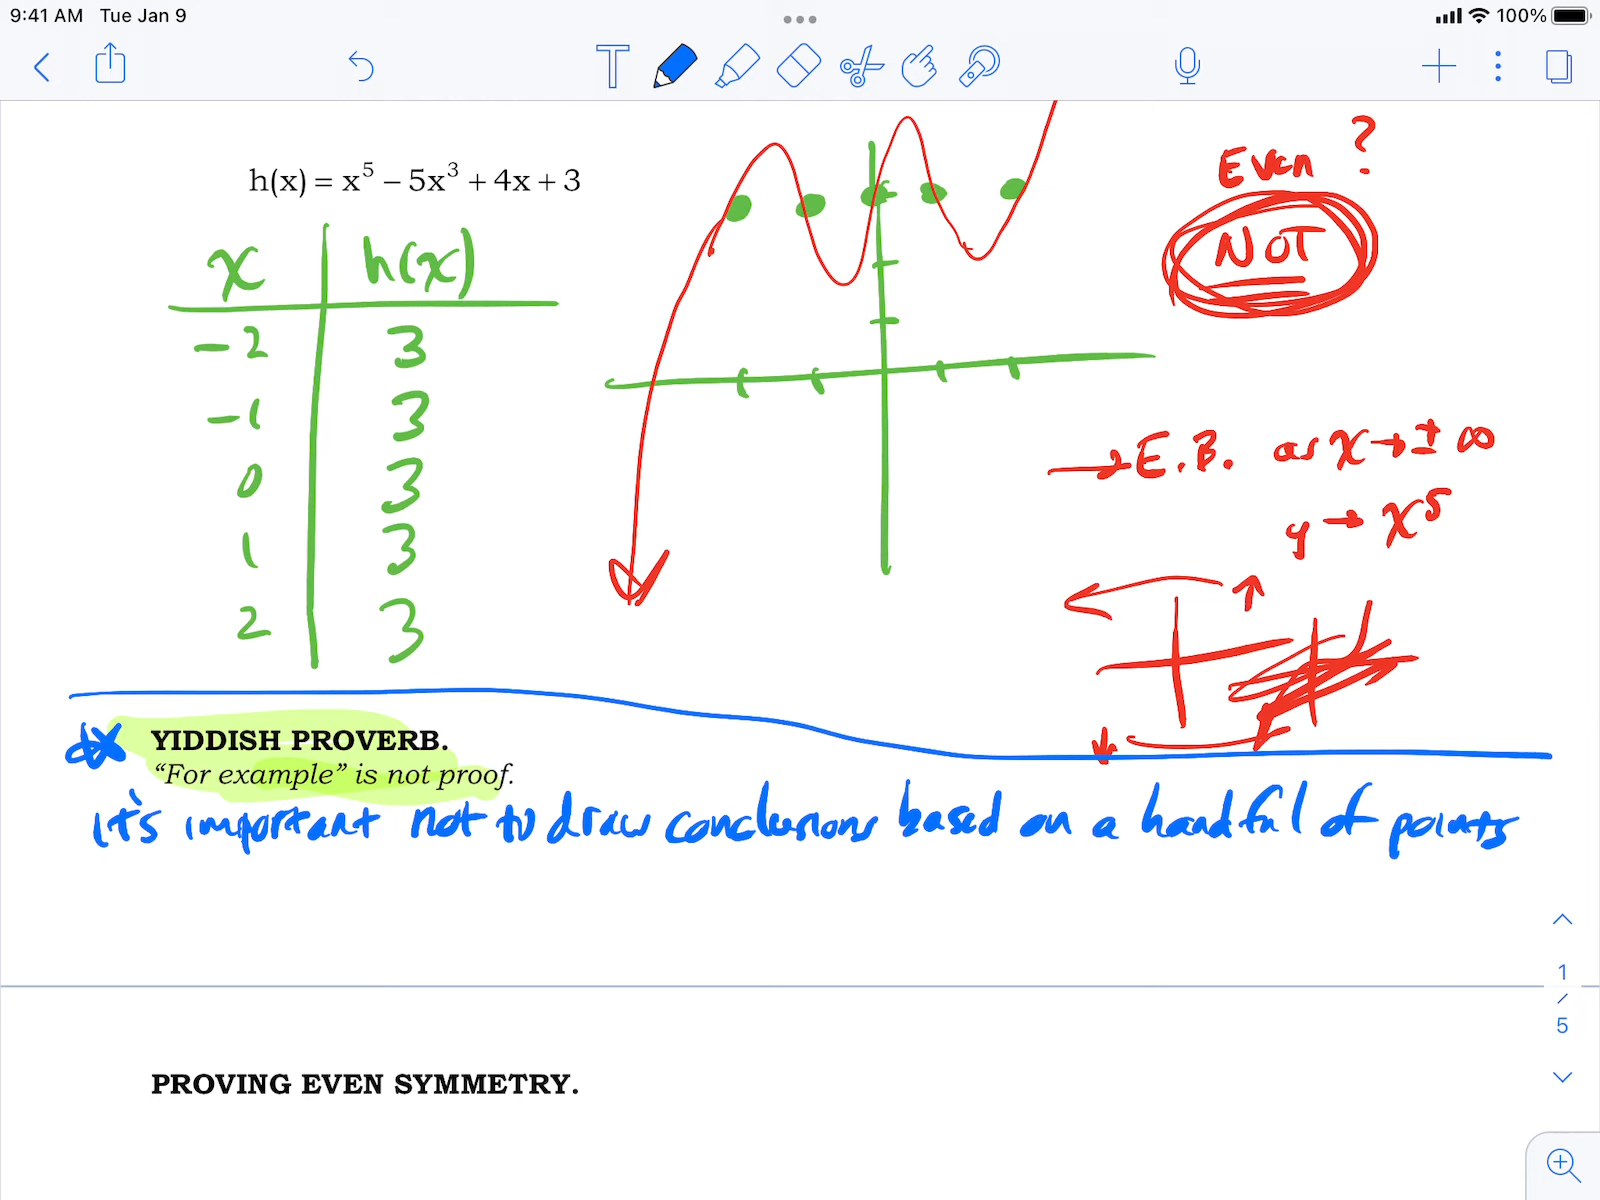 9:41 AM Tue Jan 9
100%
h(x) = x⁵ – 5x³ + 4x + 3
x h(x)
-2 3
-1 3
0 3
1 3
2 3
Even ?
NOT
→ E.B. as x → ± ∞
y → x⁵
YIDDISH PROVERB.
“For example” is not proof.
it's important not to draw conclusions based on a handful of points
1
/
5
PROVING EVEN SYMMETRY.